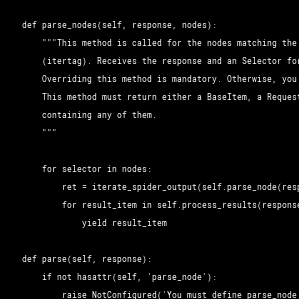 def parse_nodes(self, response, nodes):
"""This method is called for the nodes matching the
(itertag). Receives the response and an Selector for
Overriding this method is mandatory. Otherwise, you
This method must return either a BaseItem, a Request
containing any of them.
"""
for selector in nodes:
ret = iterate_spider_output(self.parse_node(resp
for result_item in self.process_results(response
yield result_item
def parse(self, response):
if not hasattr(self, 'parse_node'):
raise NotConfigured('You must define parse_node